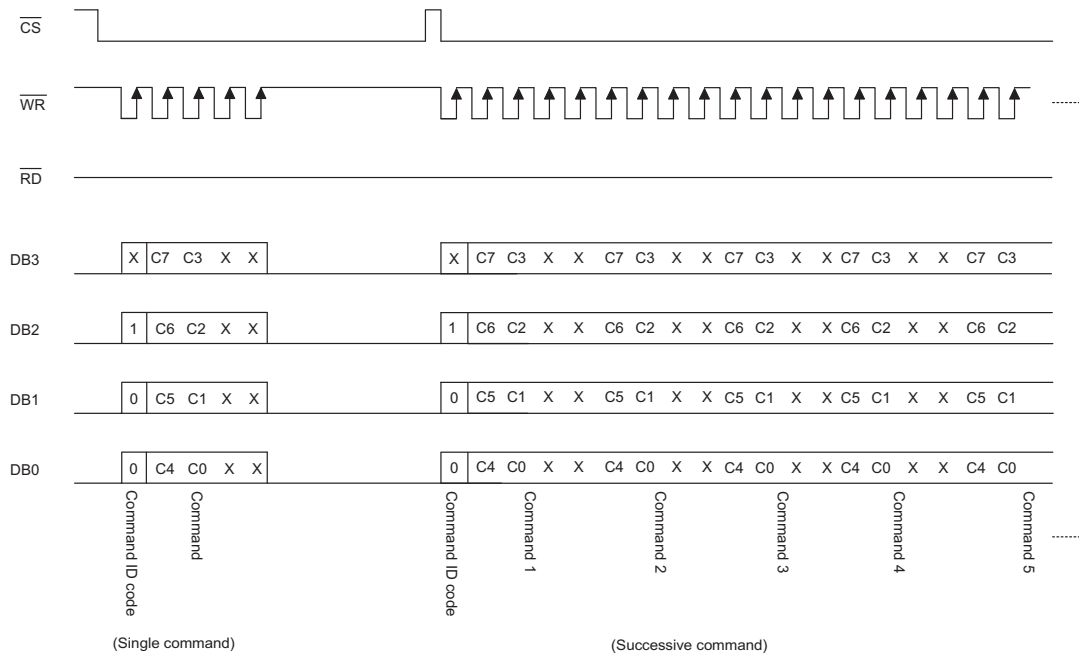 CS
WR
RD
DB3 X C7 C3 X X X C7 C3 X X C7 C3 X X C7 C3 X X C7 C3 X X C7 C3
DB2 1 C6 C2 X X 1 C6 C2 X X C6 C2 X X C6 C2 X X C6 C2 X X C6 C2
DB1 0 C5 C1 X X 0 C5 C1 X X C5 C1 X X C5 C1 X X C5 C1 X X C5 C1
DB0 0 C4 C0 X X 0 C4 C0 X X C4 C0 X X C4 C0 X X C4 C0 X X C4 C0
Command ID code
Command
Command ID code
Command 1
Command 2
Command 3
Command 4
Command 5
(Single command)
(Successive command)